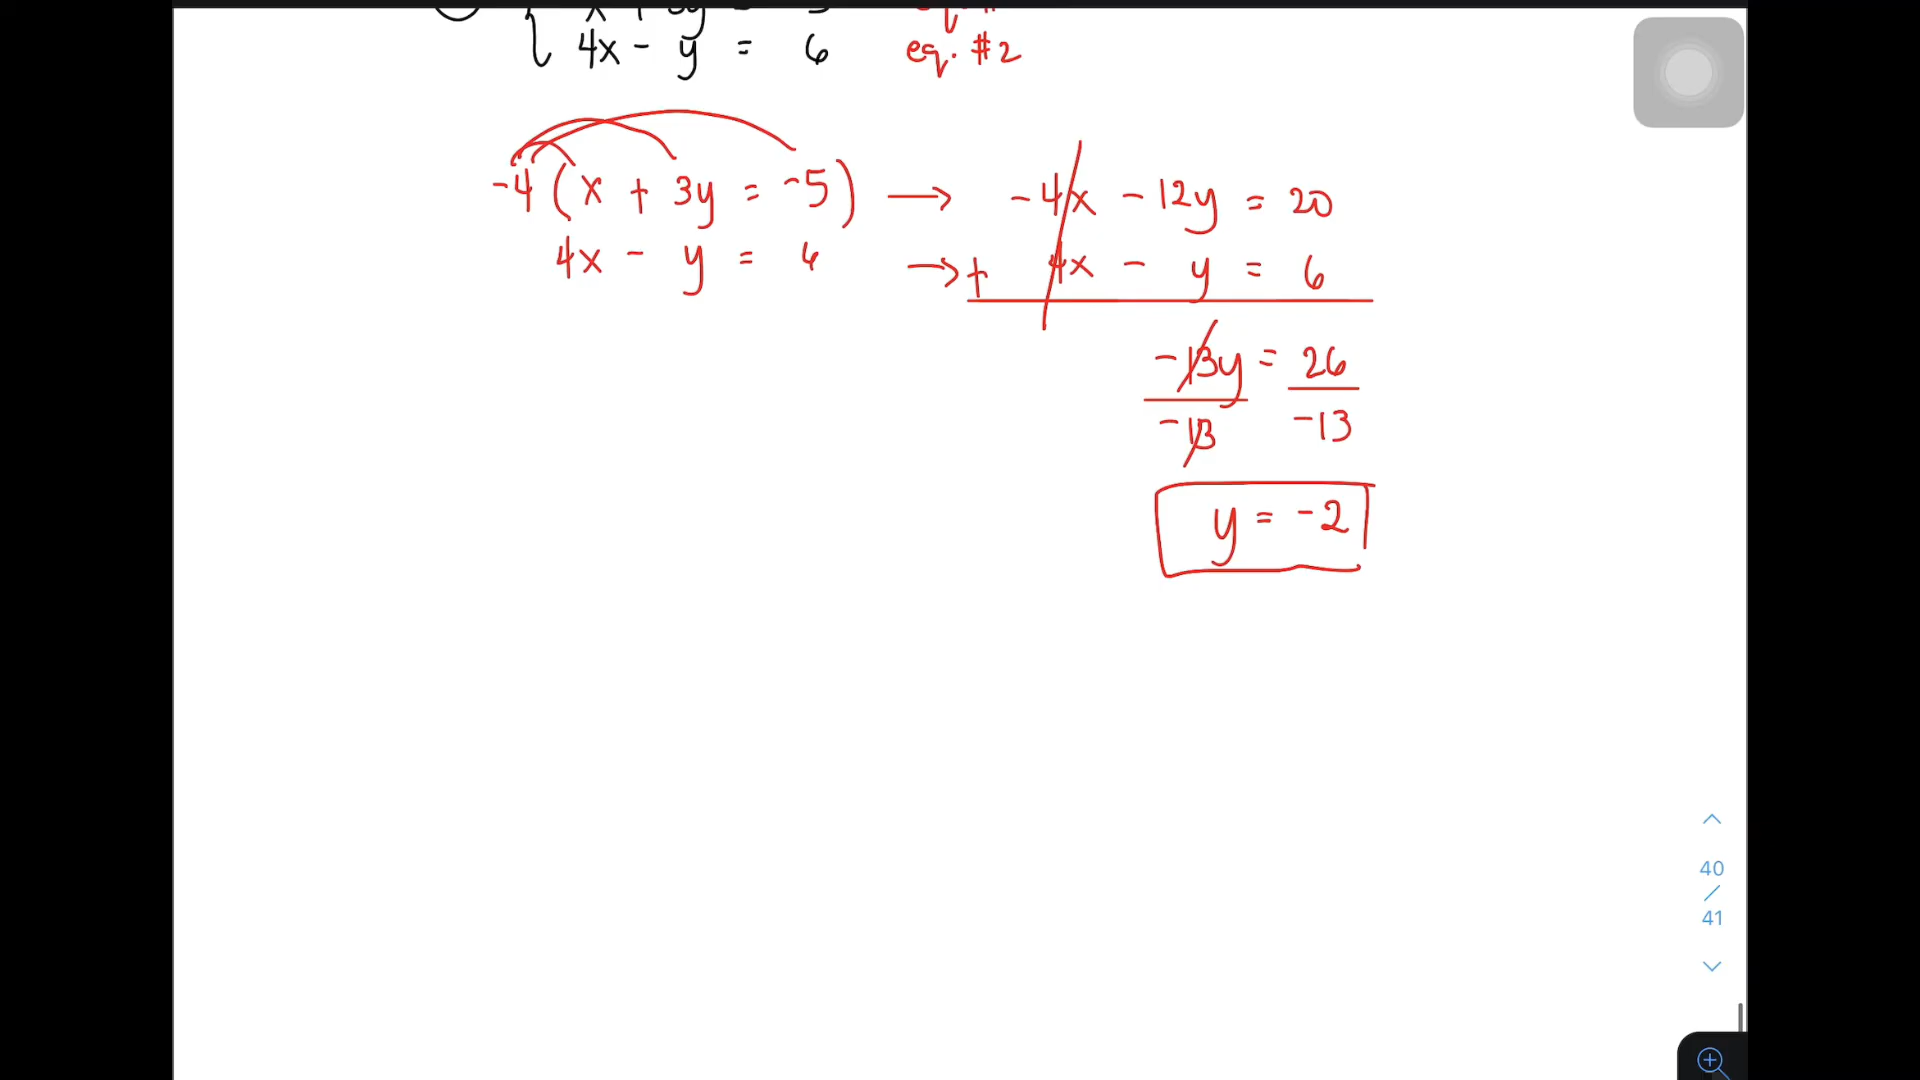 4x - y = 6 eq. #2
-4(x + 3y = -5) → -4x - 12y = 20
4x - y = 6 → + 4x - y = 6
-13y = 26
-13 -13
y = -2
40
/
41